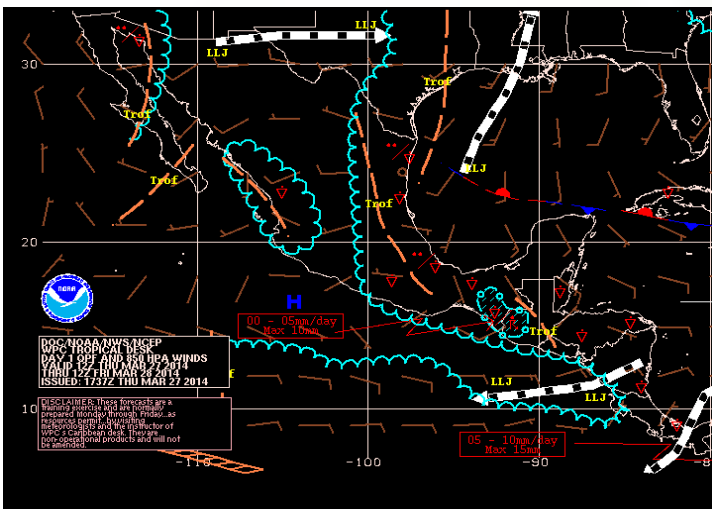 LLJ
LLJ
30
Trof
Trof
Trof
LLJ
Trof
20
H
NOAA
00 - 05mm/day
Max 10mm
Trof
DOC/NOAA/NWS/NCEP
WPC TROPICAL DESK
DAY 1 QPF AND 850 HPA WINDS
VALID 12Z THU MAR 27 2014
THRU 12Z FRI MAR 28 2014
ISSUED: 1737Z THU MAR 27 2014
LLJ
LLJ
DISCLAIMER: These forecasts are a
training exercise and are normally
prepared Monday through Friday, as
resources permit, by visiting
meteorologists and the instructor of
WPC's Caribbean desk. They are
non-operational products and will not
be amended.
10
05 - 10mm/day
Max 15mm
-110
-100
-90